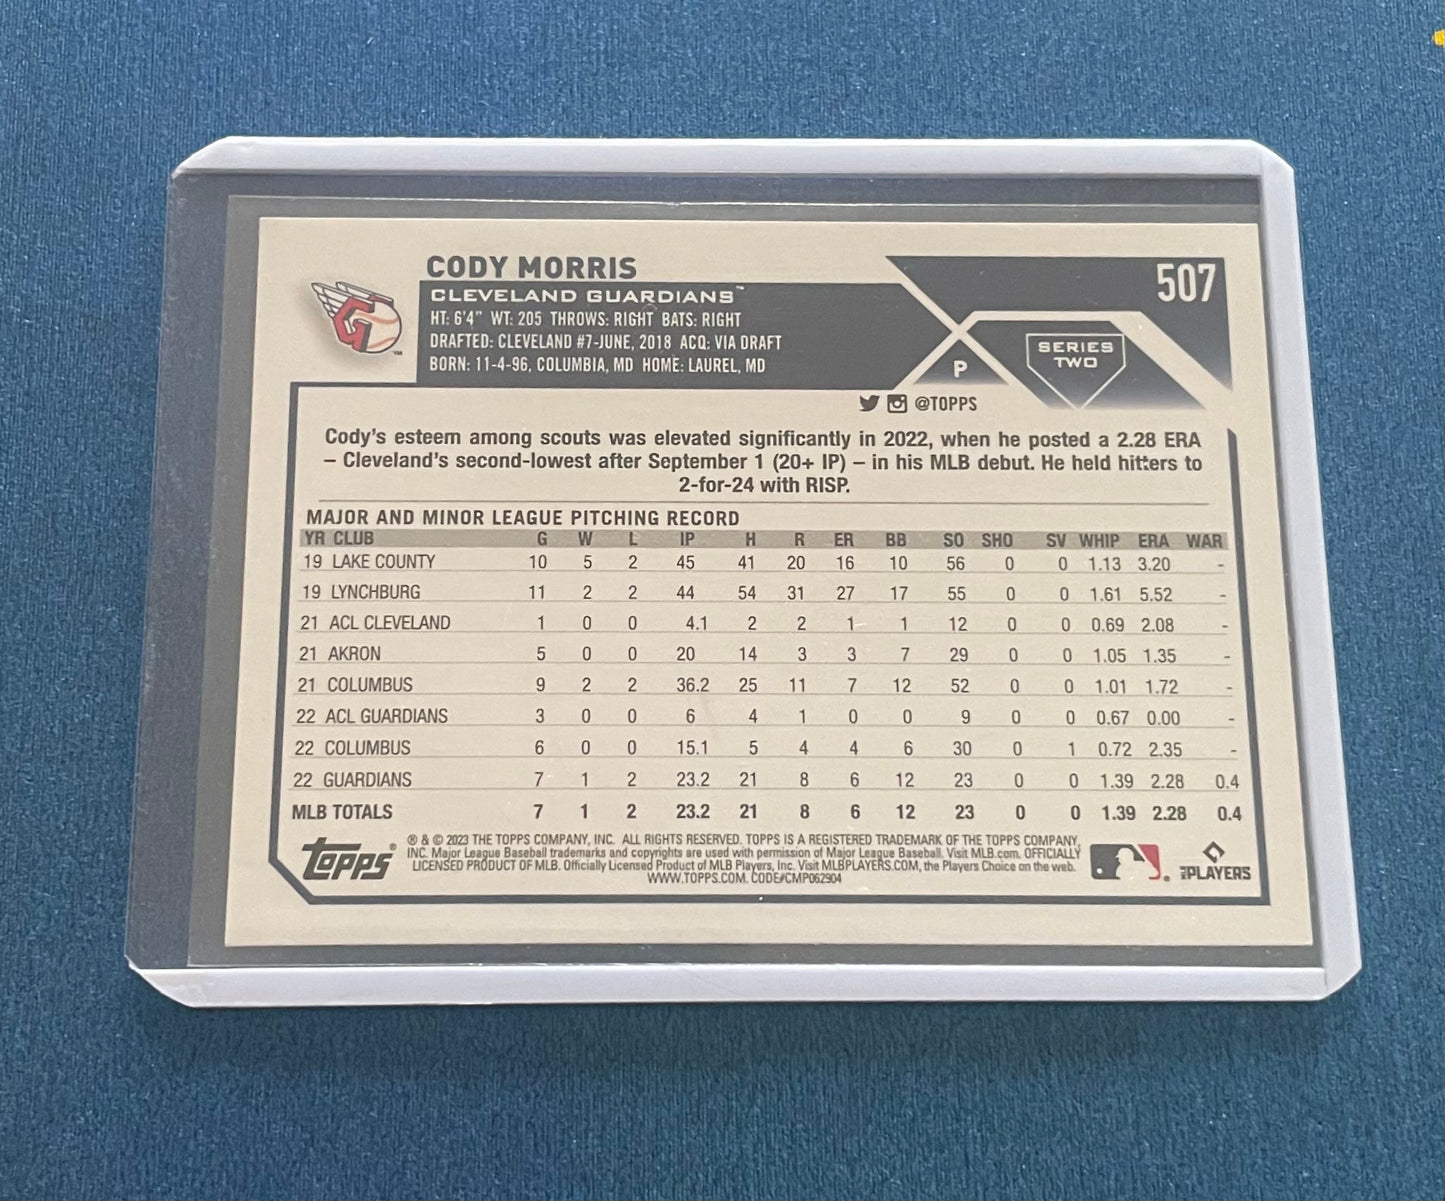 CODY MORRIS
507
CLEVELAND GUARDIANS™
HT: 6'4" WT: 205 THROWS: RIGHT BATS: RIGHT
DRAFTED: CLEVELAND #7-JUNE, 2018 ACQ: VIA DRAFT
BORN: 11-4-96, COLUMBIA, MD HOME: LAUREL, MD
P
SERIES
TWO
@TOPPS
Cody's esteem among scouts was elevated significantly in 2022, when he posted a 2.28 ERA
– Cleveland's second-lowest after September 1 (20+ IP) – in his MLB debut. He held hitters to
2-for-24 with RISP.
MAJOR AND MINOR LEAGUE PITCHING RECORD
YR CLUB G W L IP H R ER BB SO SHO SV WHIP ERA WAR
19 LAKE COUNTY 10 5 2 45 41 20 16 10 56 0 0 1.13 3.20 -
19 LYNCHBURG 11 2 2 44 54 31 27 17 55 0 0 1.61 5.52 -
21 ACL CLEVELAND 1 0 0 4.1 2 2 1 1 12 0 0 0.69 2.08 -
21 AKRON 5 0 0 20 14 3 3 7 29 0 0 1.05 1.35 -
21 COLUMBUS 9 2 2 36.2 25 11 7 12 52 0 0 1.01 1.72 -
22 ACL GUARDIANS 3 0 0 6 4 1 0 0 9 0 0 0.67 0.00 -
22 COLUMBUS 6 0 0 15.1 5 4 4 6 30 0 1 0.72 2.35 -
22 GUARDIANS 7 1 2 23.2 21 8 6 12 23 0 0 1.39 2.28 0.4
MLB TOTALS 7 1 2 23.2 21 8 6 12 23 0 0 1.39 2.28 0.4
Topps®
® & © 2023 THE TOPPS COMPANY, INC. ALL RIGHTS RESERVED. TOPPS IS A REGISTERED TRADEMARK OF THE TOPPS COMPANY,
INC. Major League Baseball trademarks and copyrights are used with permission of Major League Baseball. Visit MLB.com. OFFICIALLY
LICENSED PRODUCT OF MLB. Officially Licensed Product of MLB Players, Inc. Visit MLBPLAYERS.COM, the Players Choice on the web.
WWW.TOPPS.COM. CODE#CMP062904
MLB PLAYERS